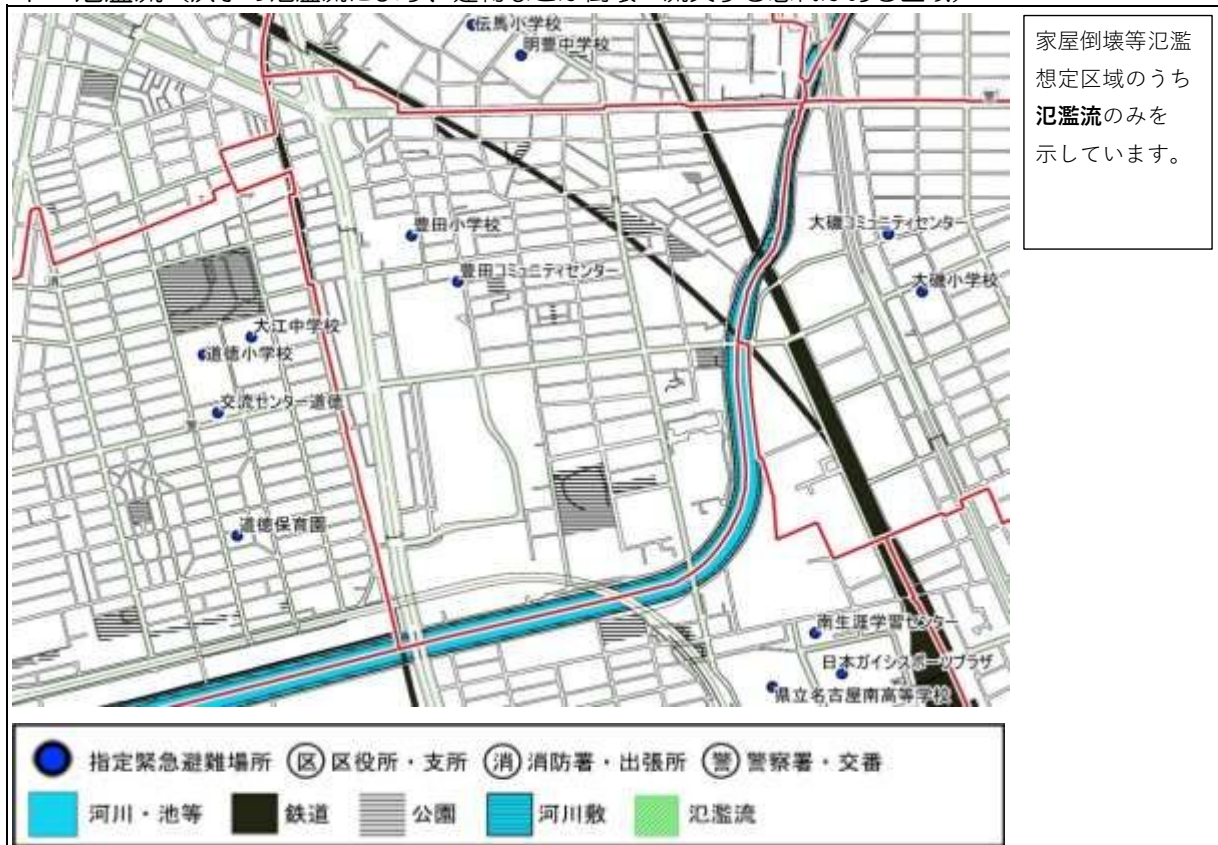 家屋倒壊等氾濫
想定区域のうち
氾濫流のみを
示しています。
伝馬小学校
明豊中学校
豊田小学校
大磯コミュニティセンター
豊田コミュニティセンター
大磯小学校
消
大江中学校
道徳小学校
交流センター道徳
道徳保育園
南生涯学習センター
日本ガイシスポーツプラザ
県立名古屋南高等学校
指定緊急避難場所 区 区役所・支所 消 消防署・出張所 警 警察署・交番
河川・池等 鉄道 公園 河川敷 氾濫流